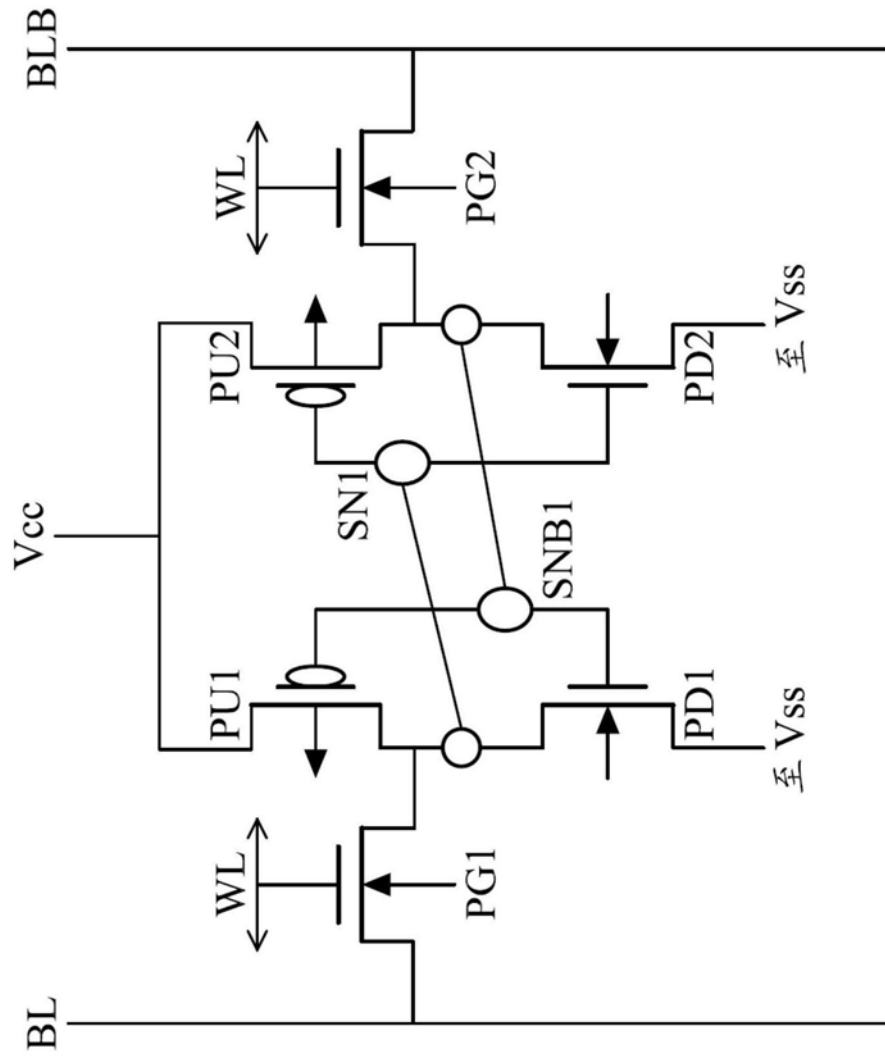 Vcc
BL
BLB
WL
WL
PU1
PU2
PG1
PG2
SN1
SNB1
PD1
PD2
至 Vss
至 Vss